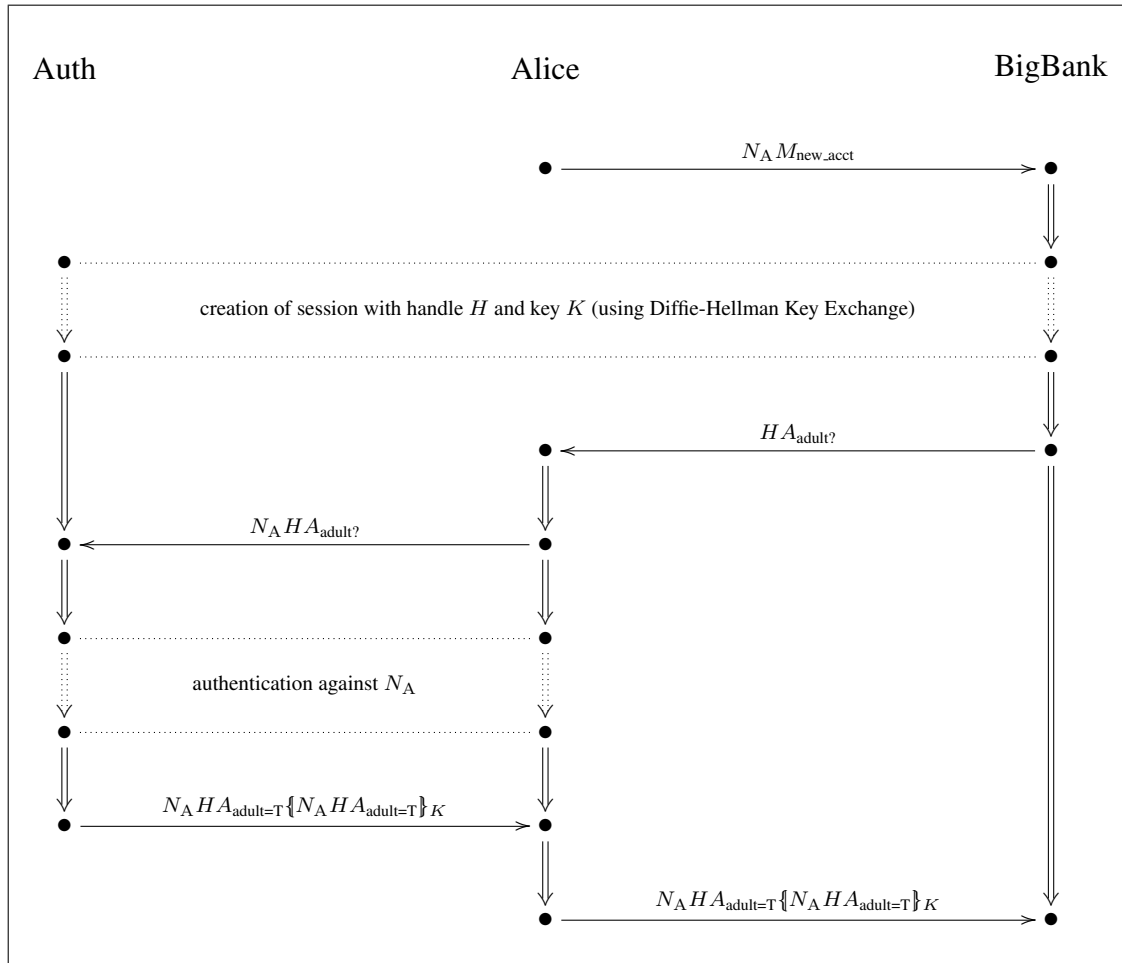 Auth Alice BigBank
N_A M_new_acct
creation of session with handle H and key K (using Diffie-Hellman Key Exchange)
H A_adult?
N_A H A_adult?
authentication against N_A
N_A H A_adult=T {[N_A H A_adult=T]}_K
N_A H A_adult=T {[N_A H A_adult=T]}_K